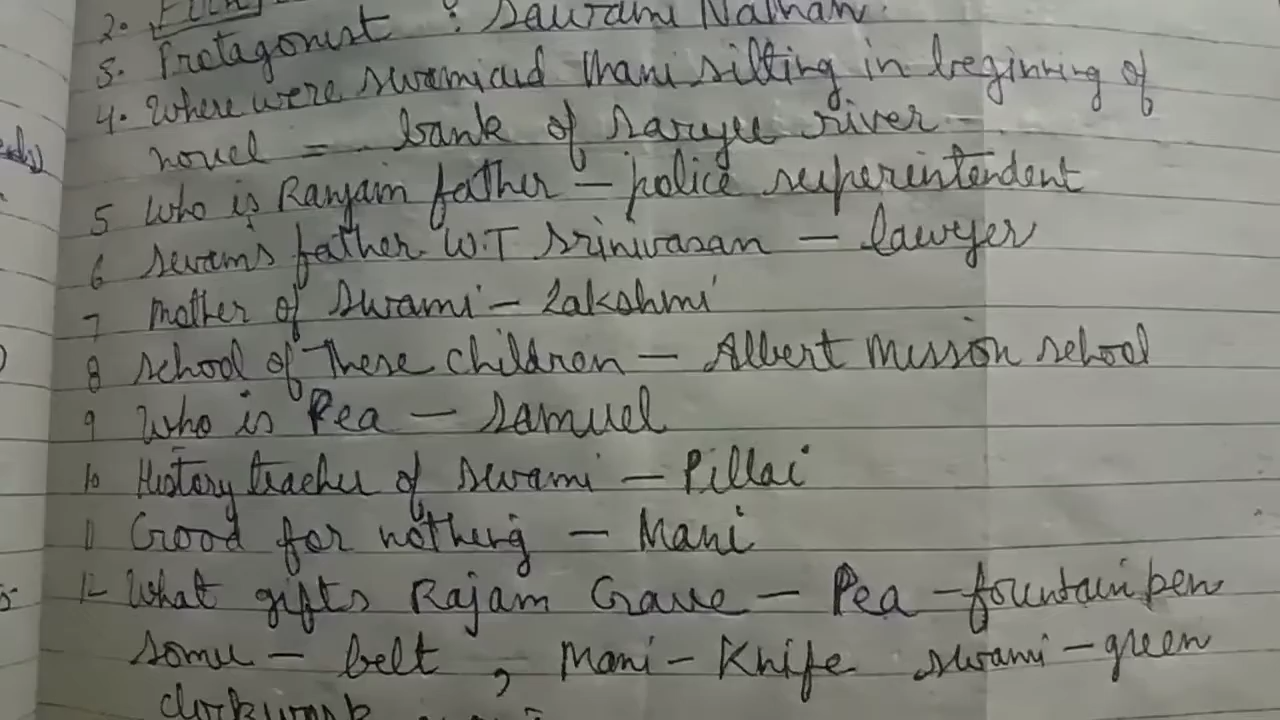 2.
3. Protagonist : Swami Nathan.
4. Where were swami and Mani sitting in beginning of
novel = bank of Saryu river
5 Who is Ranjam father - police superintendent
6 Swami's father W.T Srinivasan - lawyer
7 Mother of Swami - Lakshmi
8 School of These children - Albert Mission school
9 Who is Pea - Samuel
10 History teacher of Swami - Pillai
11 Good for nothing - Mani
12 What gifts Rajam Gave - Pea - fountain pen
Somu - belt , Mani - Knife Swami - green